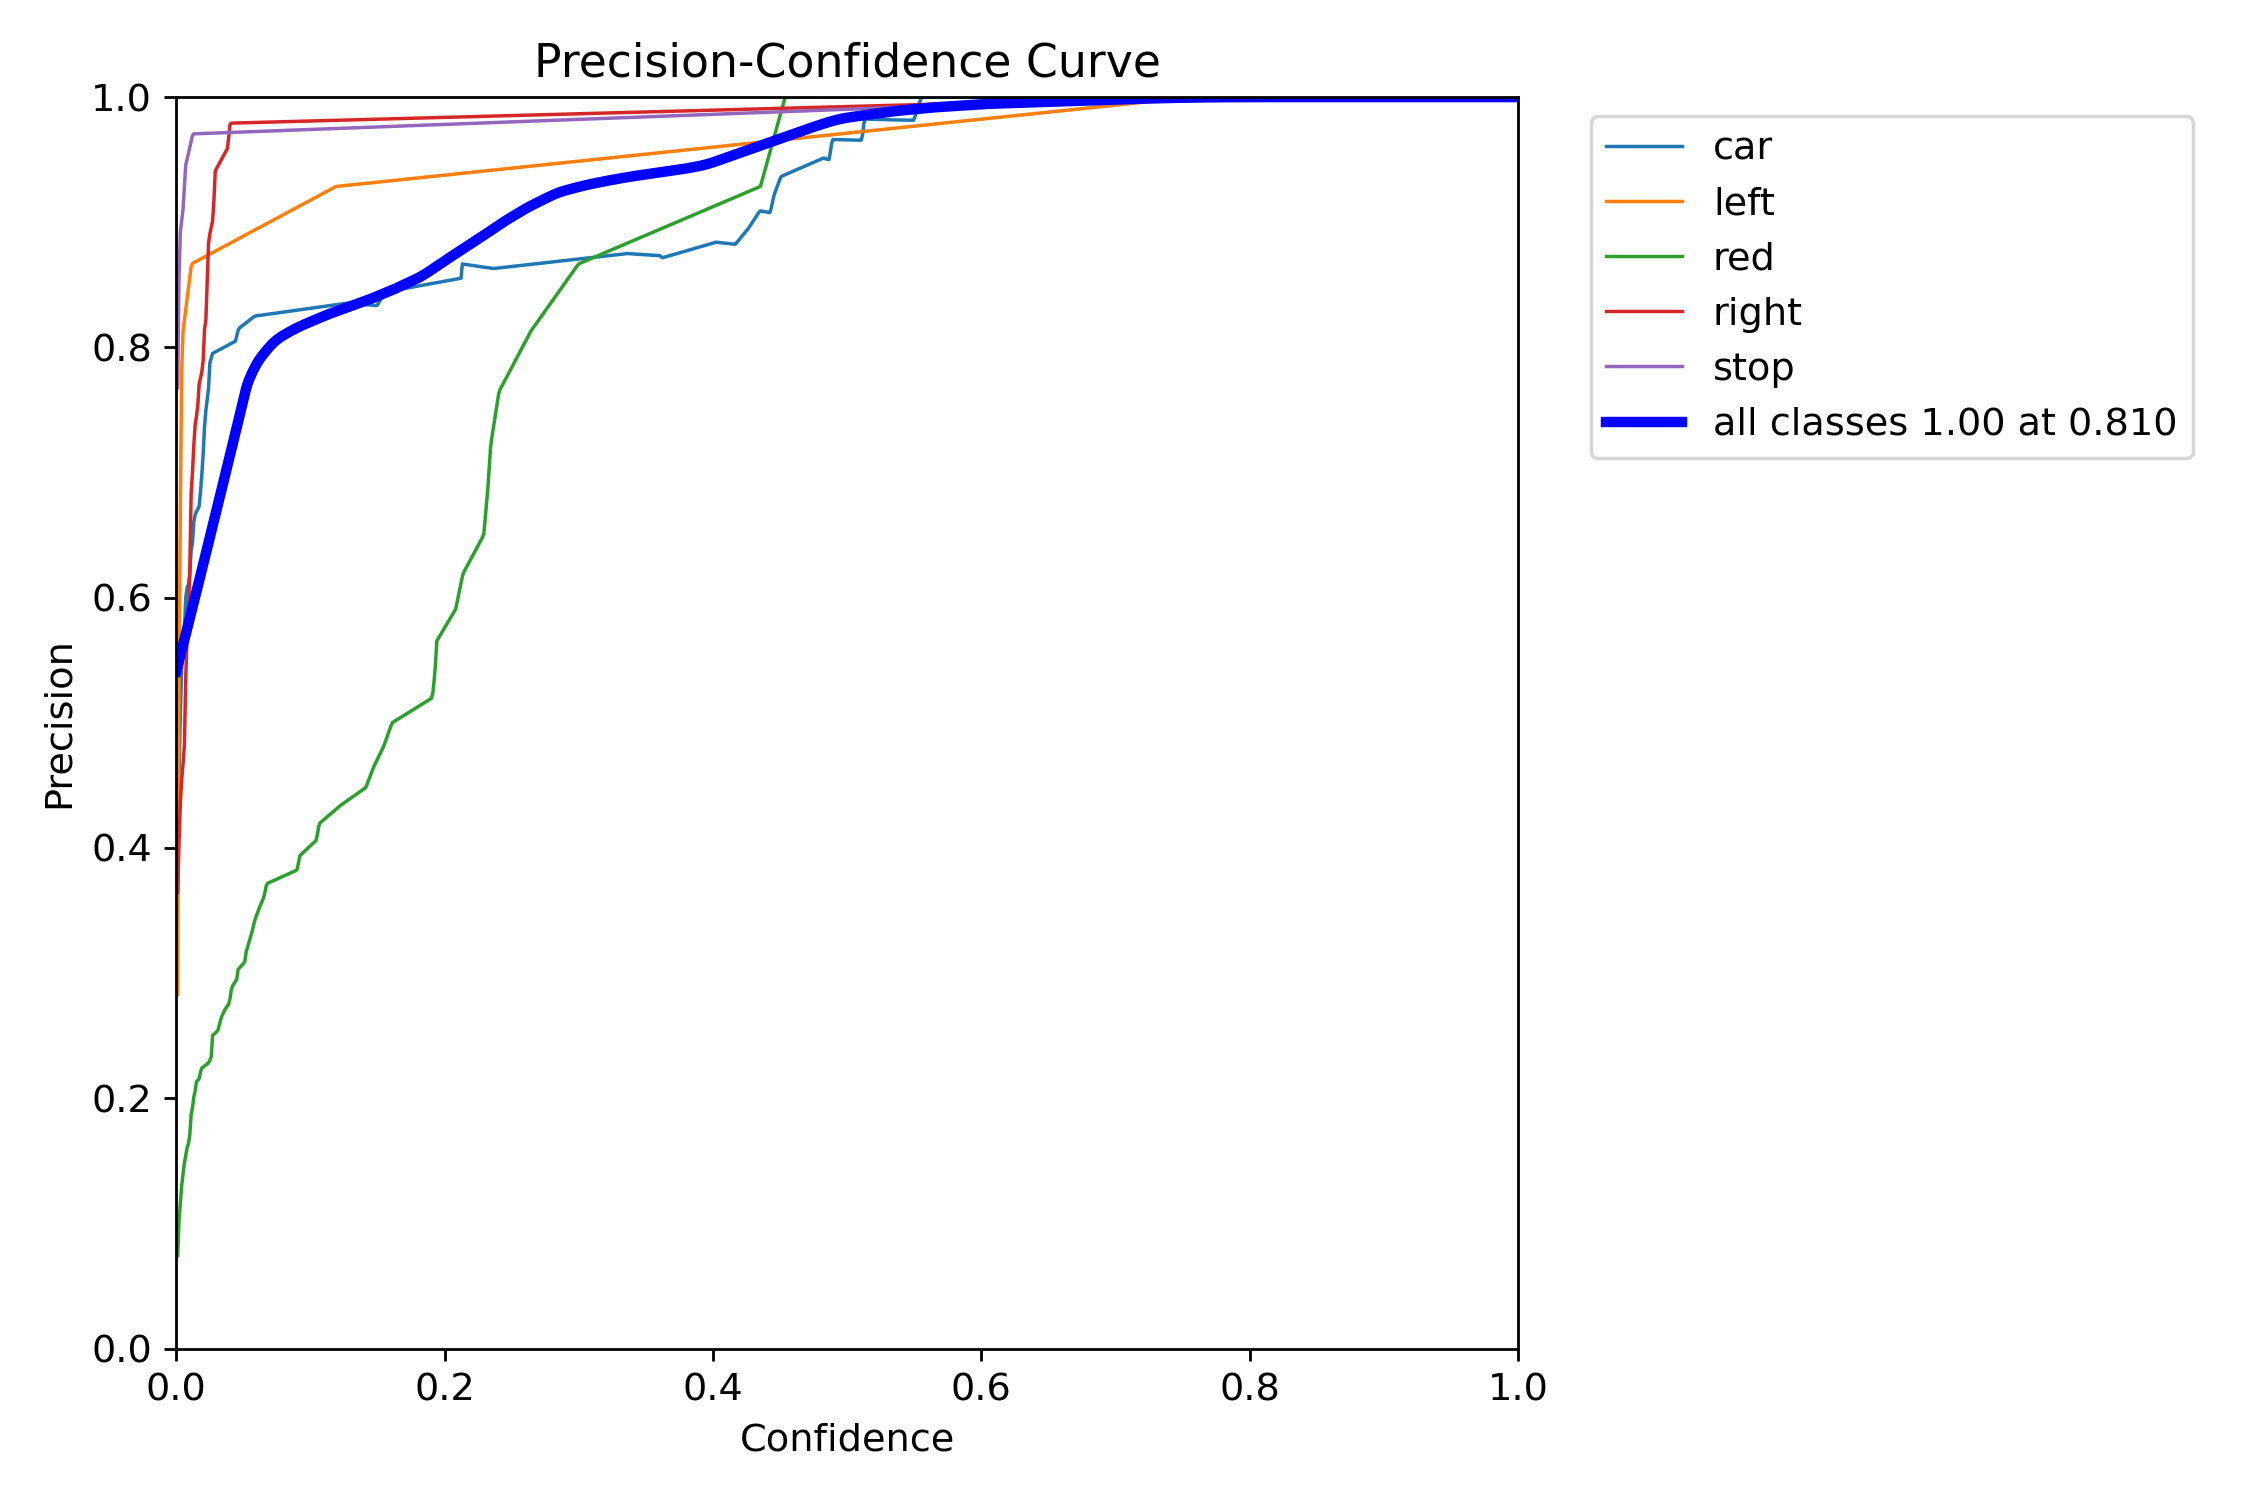 Precision-Confidence Curve
1.0
0.8
0.6
0.4
0.2
0.0
Precision
0.0 0.2 0.4 0.6 0.8 1.0
Confidence
car
left
red
right
stop
all classes 1.00 at 0.810